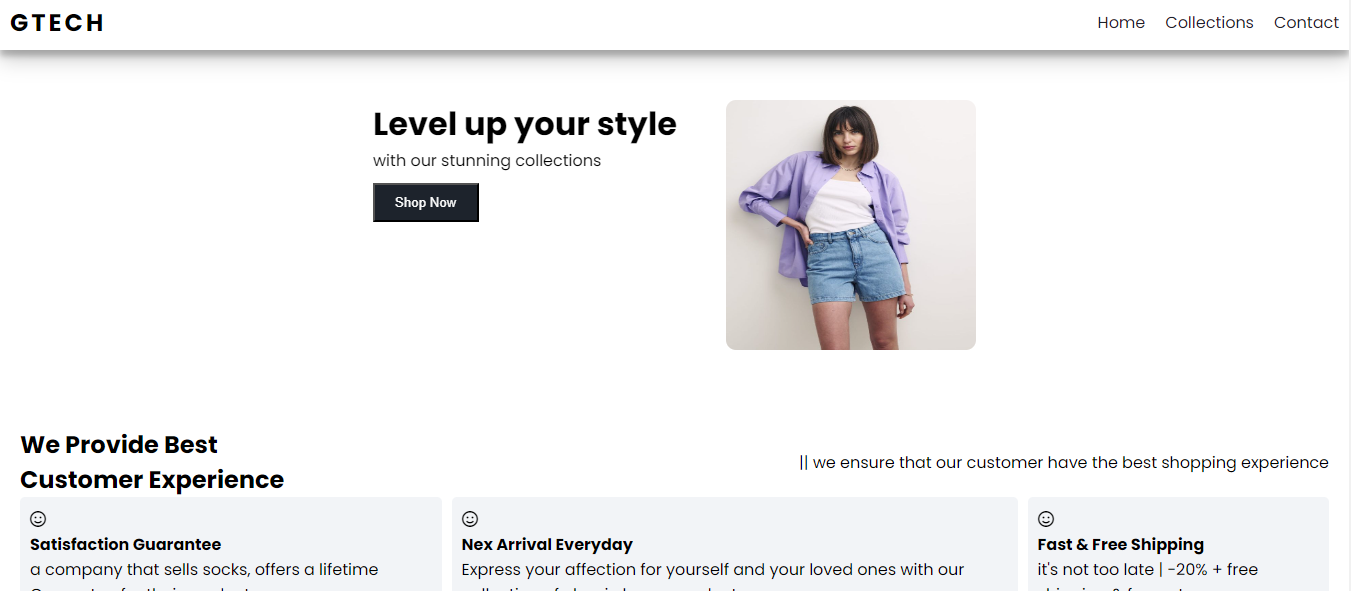 GTECH
Home Collections Contact
Level up your style
with our stunning collections
Shop Now
We Provide Best
Customer Experience
|| we ensure that our customer have the best shopping experience
Satisfaction Guarantee
a company that sells socks, offers a lifetime
Nex Arrival Everyday
Express your affection for yourself and your loved ones with our
Fast & Free Shipping
it's not too late | -20% + free